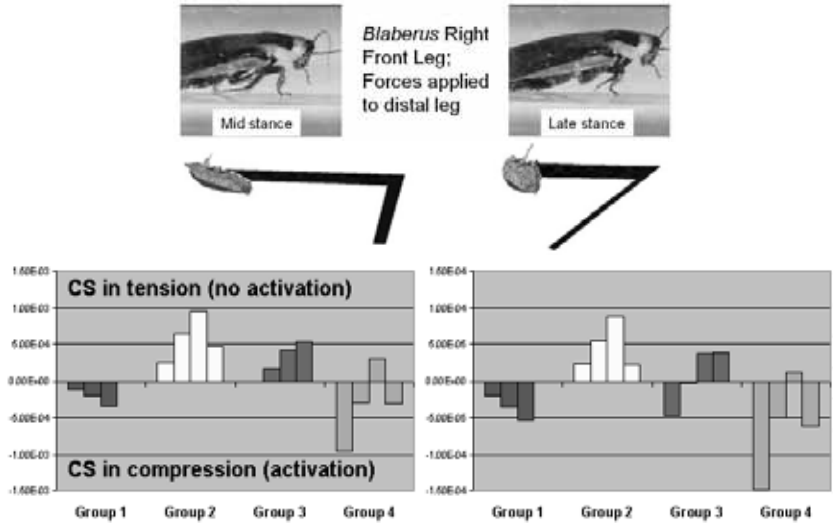 Blaberus Right
Front Leg;
Forces applied
to distal leg
Mid stance
Late stance
1.50E-03
1.00E-03
5.00E-04
0.00E+00
-5.00E-04
-1.00E-03
-1.50E-03
CS in tension (no activation)
CS in compression (activation)
Group 1 Group 2 Group 3 Group 4
1.50E-04
1.00E-04
5.00E-05
0.00E+00
-5.00E-05
-1.00E-04
-1.50E-04
Group 1 Group 2 Group 3 Group 4